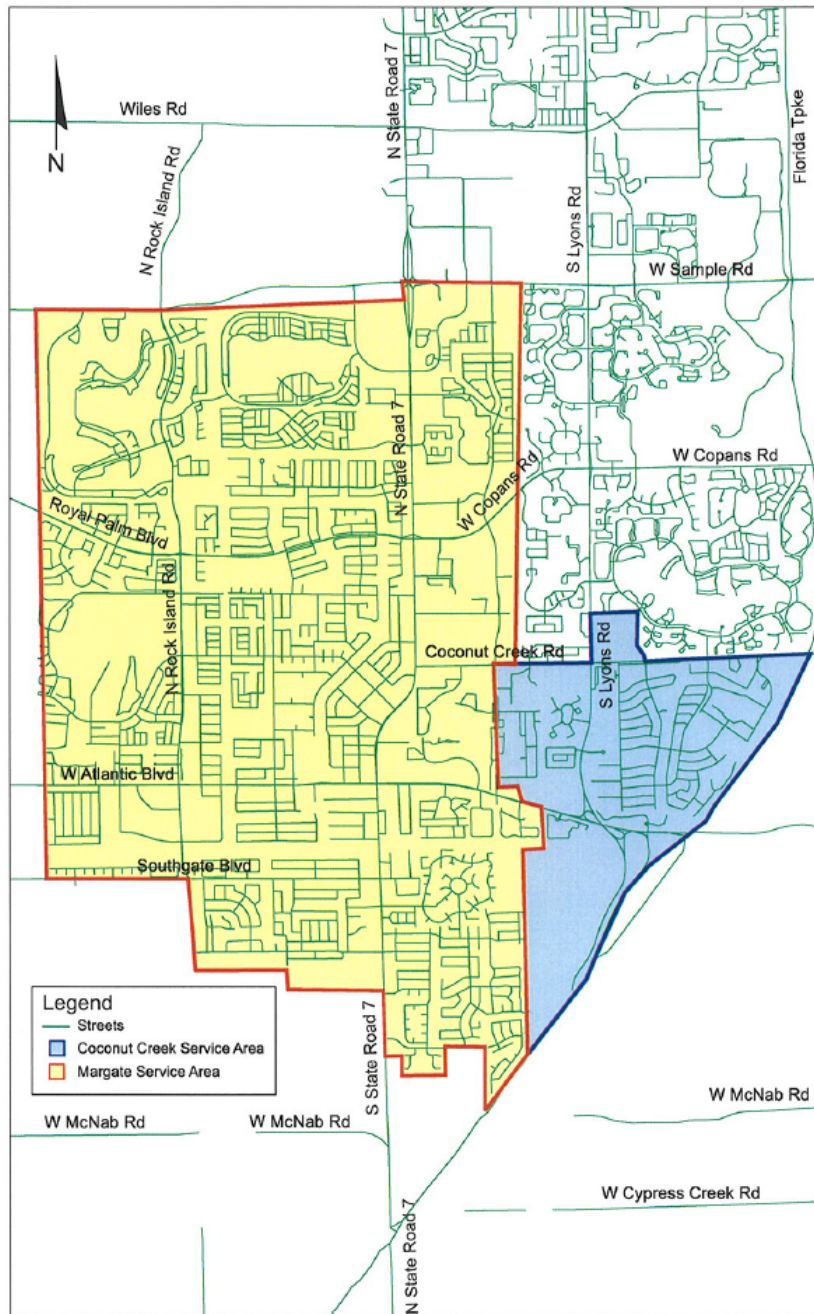 N State Road 7
Florida Tpke
Wiles Rd
N
N Rock Island Rd
S Lyons Rd
W Sample Rd
N State Road 7
W Copans Rd
W Copans Rd
Royal Palm Blvd
N Rock Island Rd
Coconut Creek Rd
S Lyons Rd
W Atlantic Blvd
Southgate Blvd
Legend
Streets
Coconut Creek Service Area
Margate Service Area
S State Road 7
W McNab Rd
W McNab Rd
W McNab Rd
W Cypress Creek Rd
N State Road 7